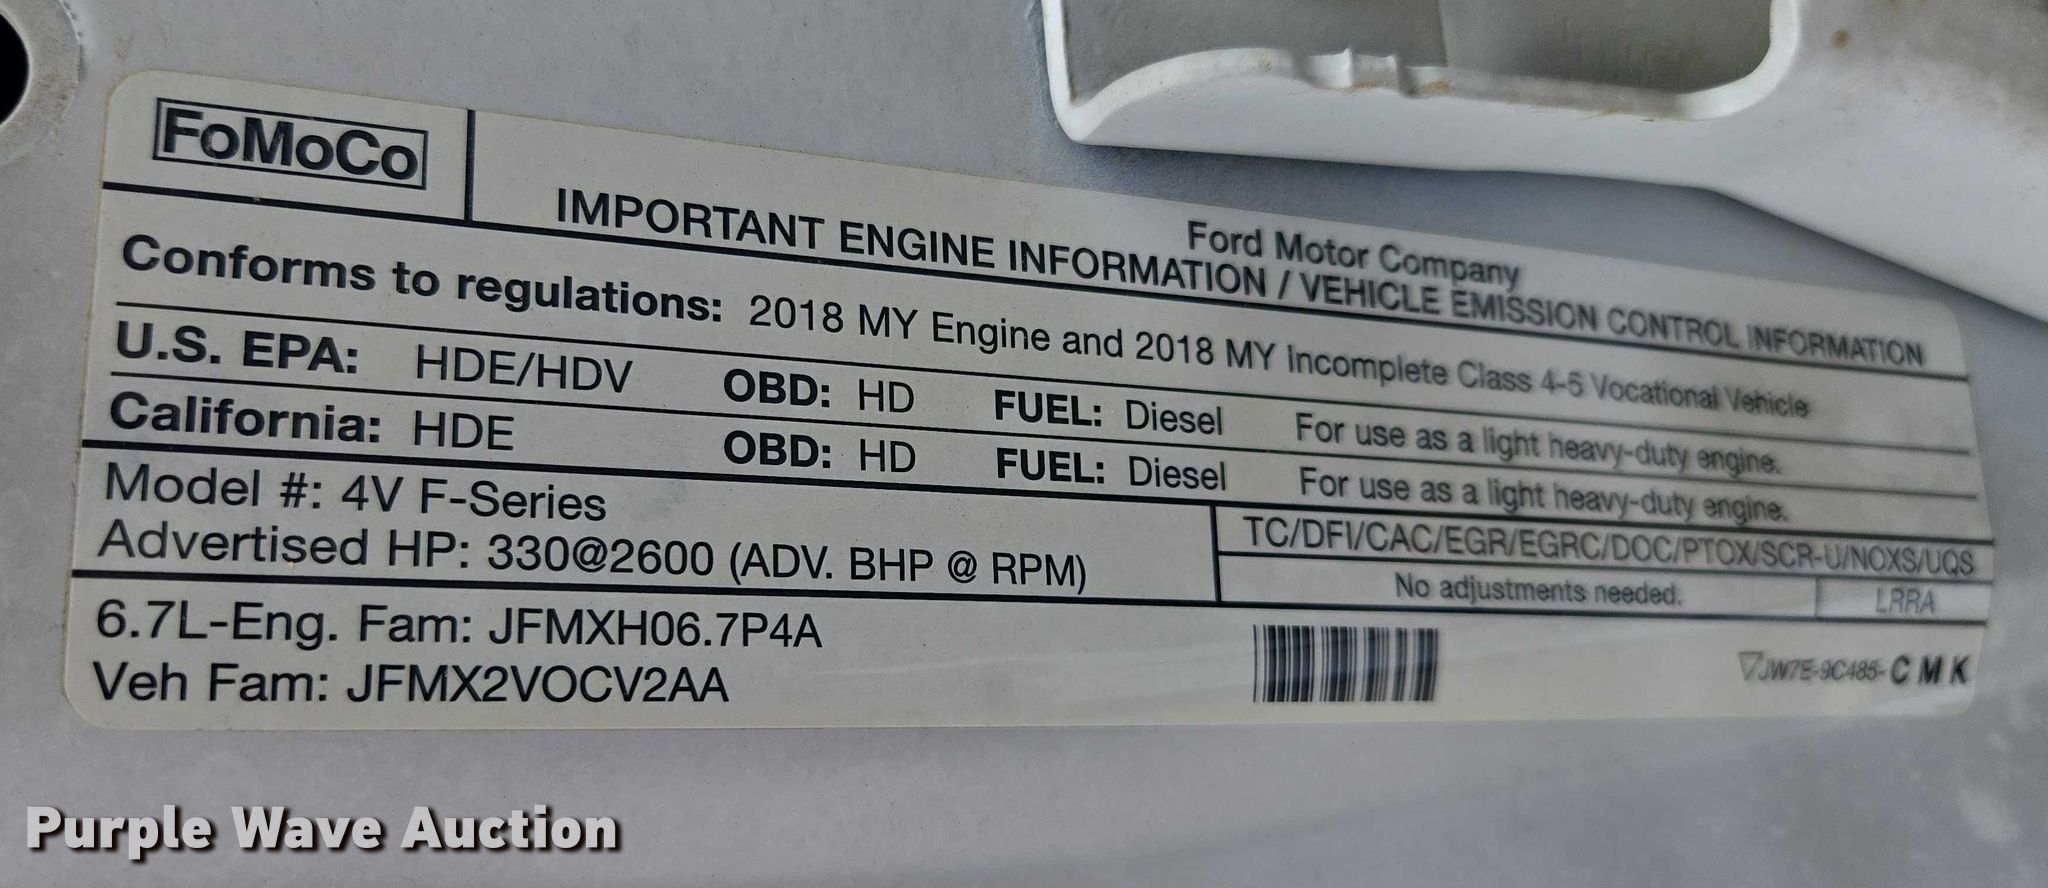 FoMoCo
Ford Motor Company
IMPORTANT ENGINE INFORMATION / VEHICLE EMISSION CONTROL INFORMATION
Conforms to regulations: 2018 MY Engine and 2018 MY Incomplete Class 4-5 Vocational Vehicle
U.S. EPA: HDE/HDV OBD: HD FUEL: Diesel For use as a light heavy-duty engine.
California: HDE OBD: HD FUEL: Diesel For use as a light heavy-duty engine.
Model #: 4V F-Series
Advertised HP: 330@2600 (ADV. BHP @ RPM)
TC/DFI/CAC/EGR/EGRC/DOC/PTOX/SCR-U/NOXS/UQS
No adjustments needed. LRRA
6.7L-Eng. Fam: JFMXH06.7P4A
Veh Fam: JFMX2VOCV2AA
JW7E-9C485- C M K
Purple Wave Auction